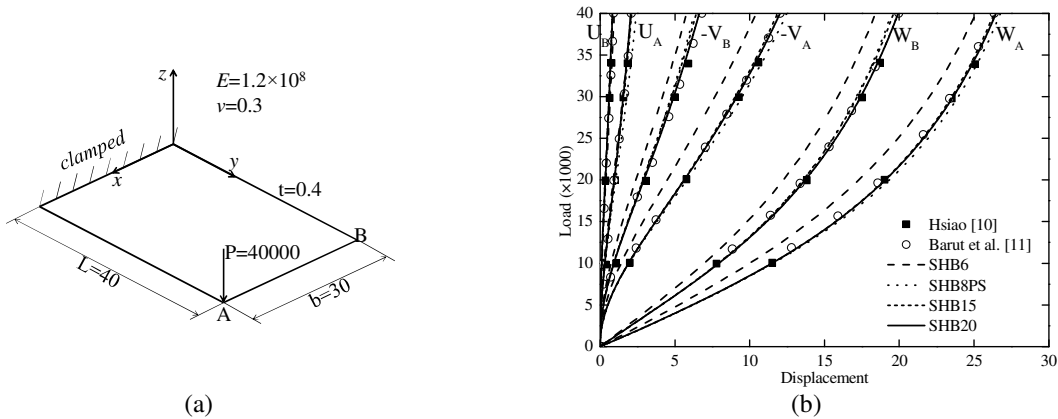 z
E=1.2×10⁸
v=0.3
clamped
x
y
t=0.4
B
P=40000
L=40
b=30
A
(a)
40
35
30
25
20
15
10
5
0
Load (×1000)
U_B
U_A
-V_B
-V_A
W_B
W_A
Hsiao [10]
Barut et al. [11]
SHB6
SHB8PS
SHB15
SHB20
0 5 10 15 20 25 30
Displacement
(b)